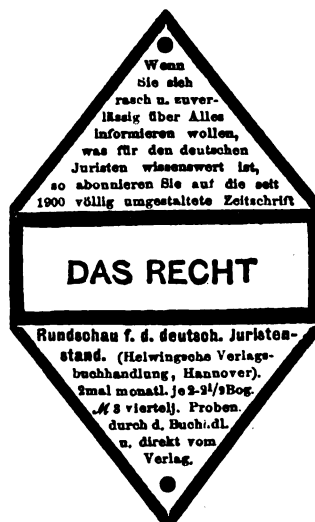 Wenn
Sie sich
rasch u. zuver-
lässig über Alles
informieren wollen,
was für den deutschen
Juristen wissenswert ist,
so abonnieren Sie auf die seit
1900 völlig umgestaltete Zeitschrift
DAS RECHT
Rundschau f. d. deutsch. Juristen-
stand. (Helwingsche Verlags-
buchhandlung, Hannover).
2mal monatl. je 2-2½ Bog.
ℳ 3 viertelj. Proben.
durch d. Buchhdl.
u. direkt vom
Verlag.